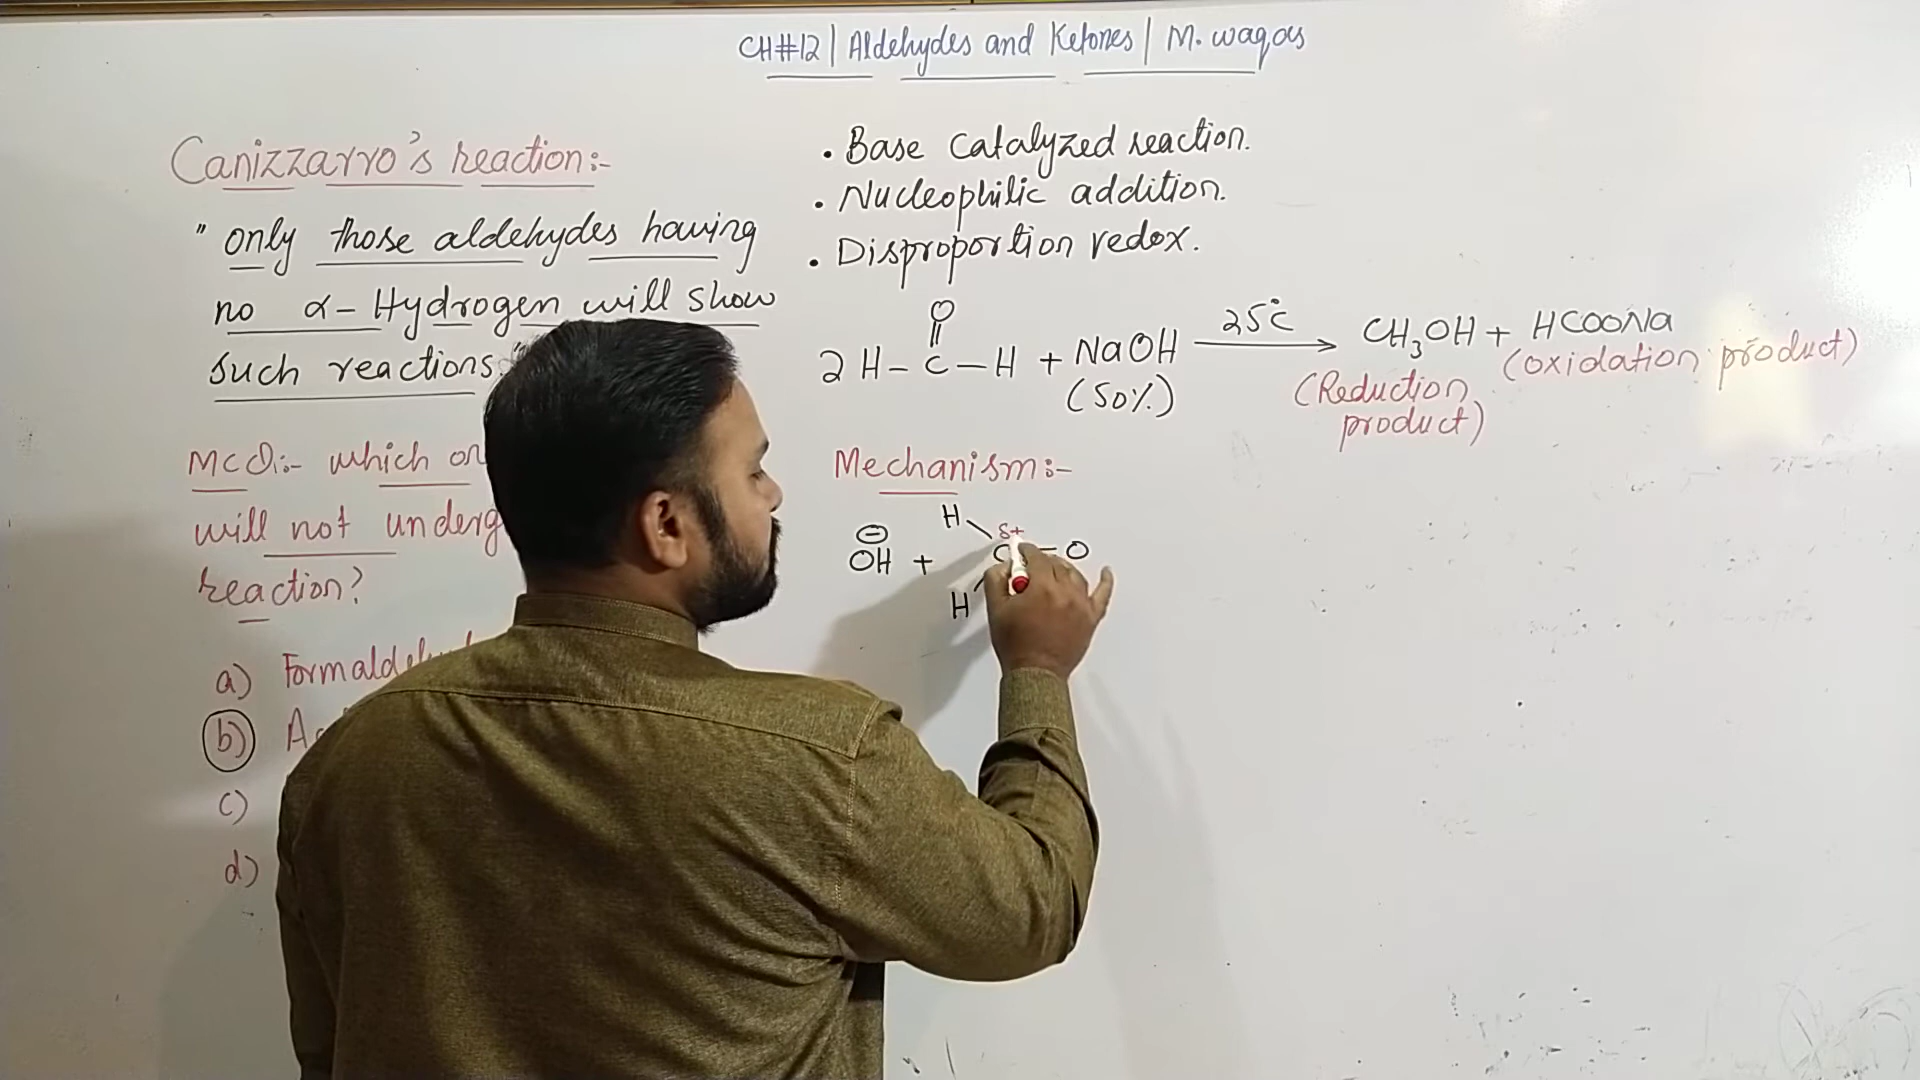 CH#12 | Aldehydes and Ketones | M. waqas
Canizzarro's reaction:-
" only those aldehydes having
no α- Hydrogen will show
such reactions."
MCQ:- which on
will not underg
reaction?
a) Formaldeh
b) A
c)
d)
• Base catalyzed reaction.
• Nucleophilic addition.
• Disproportion redox.
O
2 H - C - H + NaOH 25°C → CH₃OH + HCOONa
(50%)
(Reduction product)
(oxidation product)
Mechanism:-
H
⊖ δ+
OH + C = O
H